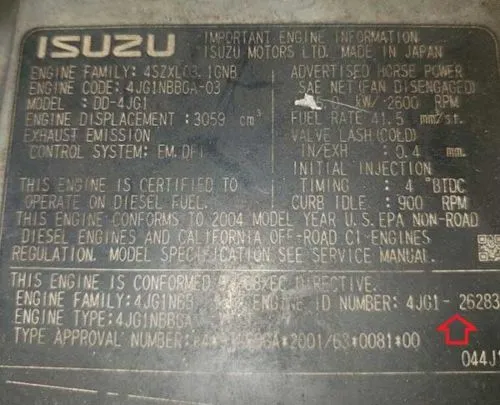 ISUZU
IMPORTANT ENGINE INFORMATION
ISUZU MOTORS LTD. MADE IN JAPAN
ENGINE FAMILY: 4SZXL03.1GNB
ENGINE CODE: 4JG1NBBGA-03
MODEL : DD-4JG1
ENGINE DISPLACEMENT: 3059 cm³
EXHAUST EMISSION
CONTROL SYSTEM: EM,DFI
ADVERTISED HORSE POWER
SAE NET (FAN DISENGAGED)
kW/2600 RPM
FUEL RATE 41.5 mm³/st.
VALVE LASH(COLD)
IN/EXH : 0.4 mm.
INITIAL INJECTION
TIMING : 4 °BTDC
CURB IDLE: 900 RPM
THIS ENGINE IS CERTIFIED TO
OPERATE ON DIESEL FUEL.
THIS ENGINE CONFORMS TO 2004 MODEL YEAR U.S.EPA NON-ROAD
DIESEL ENGINES AND CALIFORNIA OFF-ROAD CI-ENGINES
REGULATION. MODEL SPECIFICATION SEE SERVICE MANUAL.
THIS ENGINE IS CONFORMED DIRECTIVE.
ENGINE FAMILY:4JG1N6B ENGINE ID NUMBER: 4JG1- 26283
ENGINE TYPE:4JG1NBBGA
TYPE APPROVAL NUMBER: *2001/63*0081*00
044J